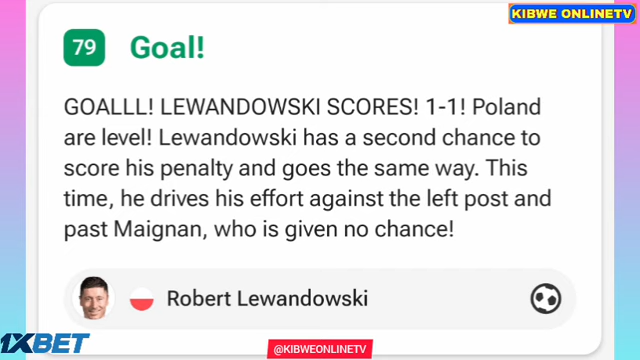 KIBWE ONLINETV
79 Goal!
GOALLL! LEWANDOWSKI SCORES! 1-1! Poland
are level! Lewandowski has a second chance to
score his penalty and goes the same way. This
time, he drives his effort against the left post and
past Maignan, who is given no chance!
Robert Lewandowski
1XBET
@KIBWEONLINETV